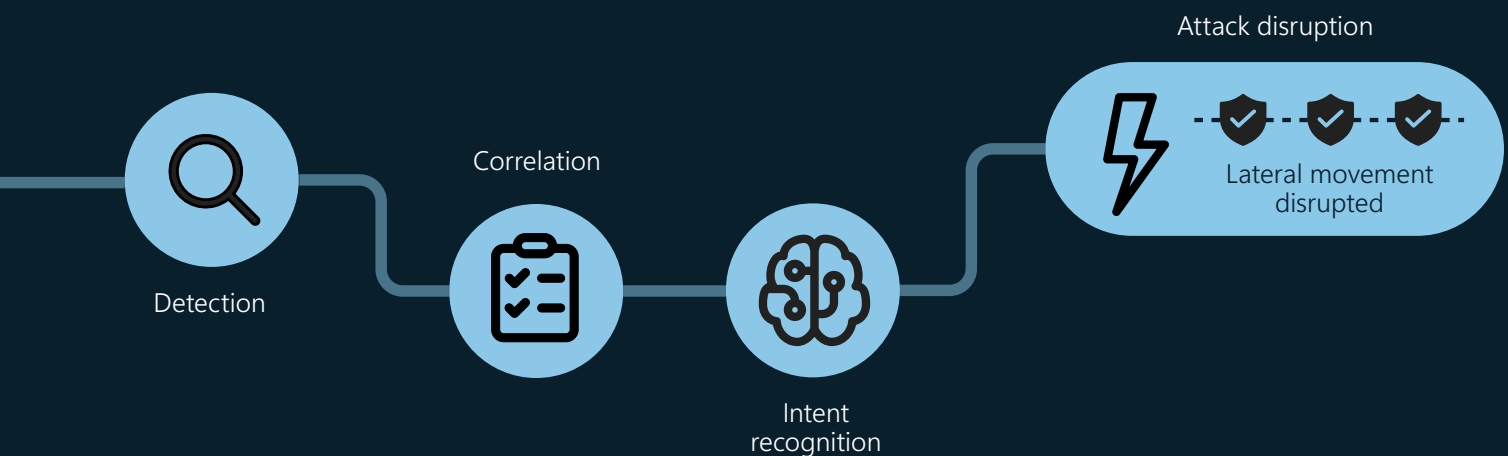 Detection
Correlation
Intent
recognition
Attack disruption
Lateral movement
disrupted